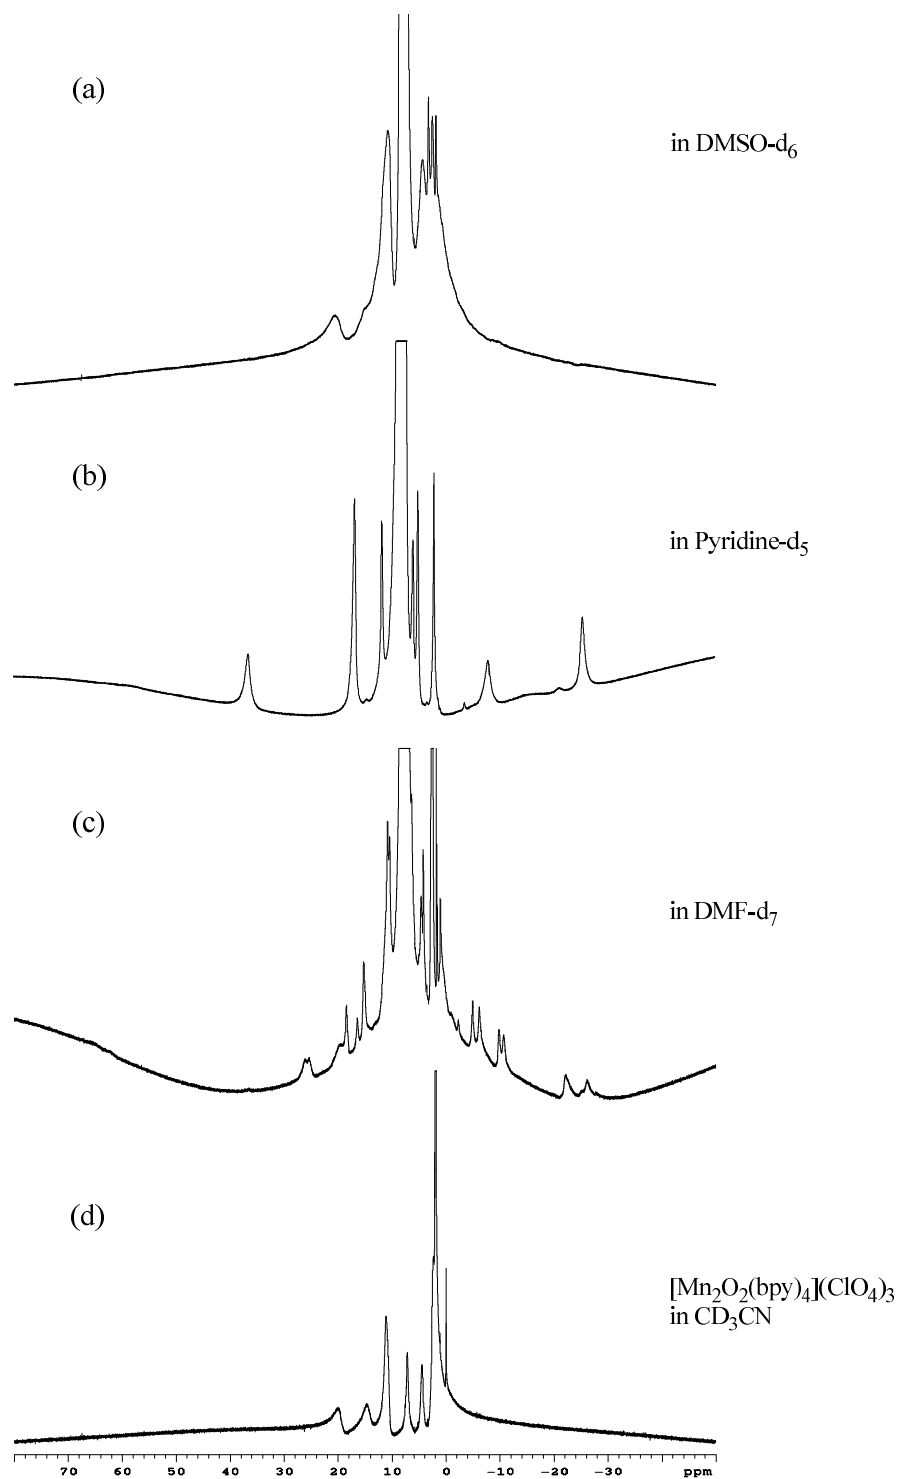 (a)
in DMSO-d6
(b)
in Pyridine-d5
(c)
in DMF-d7
(d)
[Mn2O2(bpy)4](ClO4)3
in CD3CN
70 60 50 40 30 20 10 0 -10 -20 -30 ppm